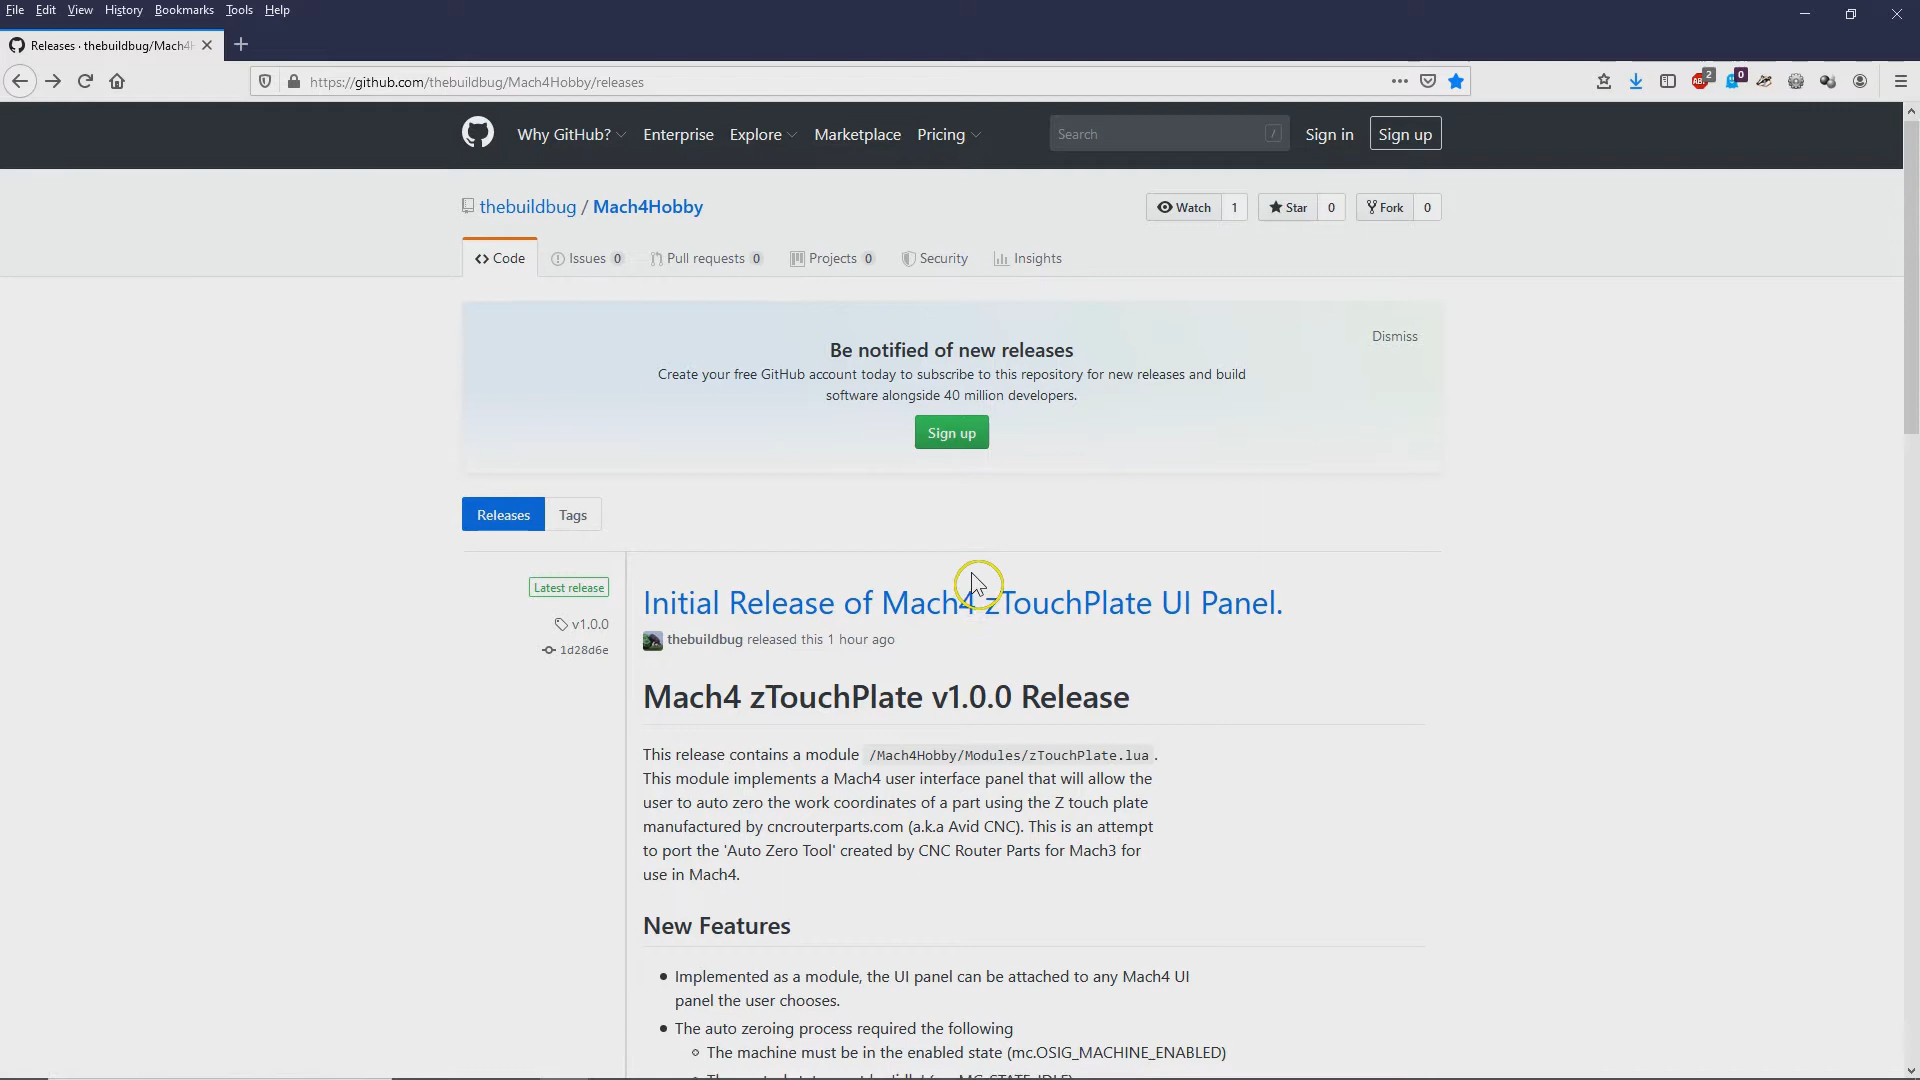 File Edit View History Bookmarks Tools Help
Releases · thebuildbug/Mach4H
https://github.com/thebuildbug/Mach4Hobby/releases
ABP 2 0
Why GitHub? Enterprise Explore Marketplace Pricing Search / Sign in Sign up
thebuildbug / Mach4Hobby Watch 1 Star 0 Fork 0
Code Issues 0 Pull requests 0 Projects 0 Security Insights
Dismiss
Be notified of new releases
Create your free GitHub account today to subscribe to this repository for new releases and build
software alongside 40 million developers.
Sign up
Releases Tags
Latest release
v1.0.0
1d28d6e
Initial Release of Mach4 zTouchPlate UI Panel.
thebuildbug released this 1 hour ago
Mach4 zTouchPlate v1.0.0 Release
This release contains a module /Mach4Hobby/Modules/zTouchPlate.lua .
This module implements a Mach4 user interface panel that will allow the
user to auto zero the work coordinates of a part using the Z touch plate
manufactured by cncrouterparts.com (a.k.a Avid CNC). This is an attempt
to port the 'Auto Zero Tool' created by CNC Router Parts for Mach3 for
use in Mach4.
New Features
Implemented as a module, the UI panel can be attached to any Mach4 UI
panel the user chooses.
The auto zeroing process required the following
The machine must be in the enabled state (mc.OSIG_MACHINE_ENABLED)